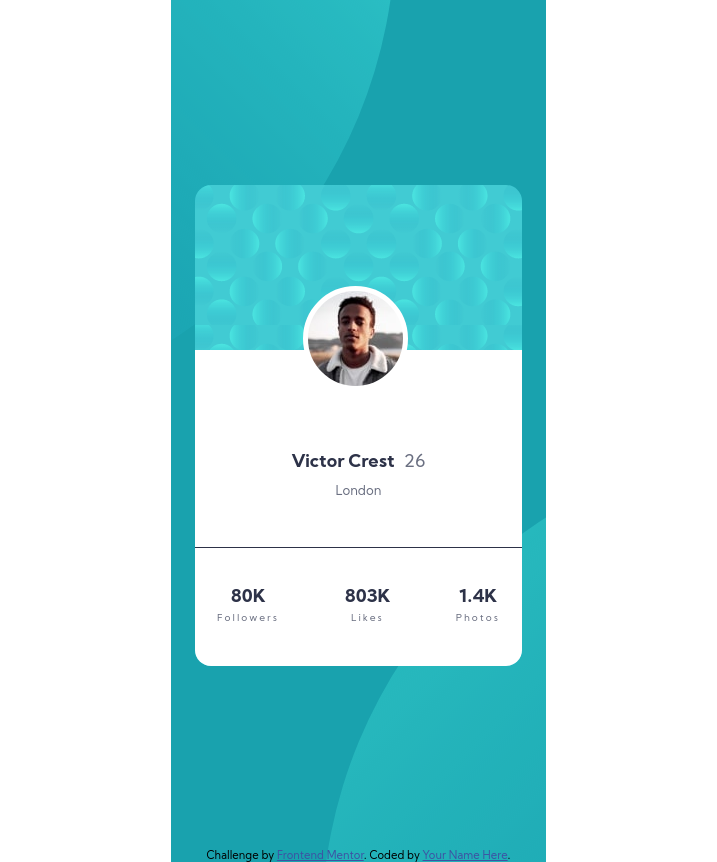 Victor Crest 26
London
80K 803K 1.4K
Followers Likes Photos
Challenge by Frontend Mentor. Coded by Your Name Here.